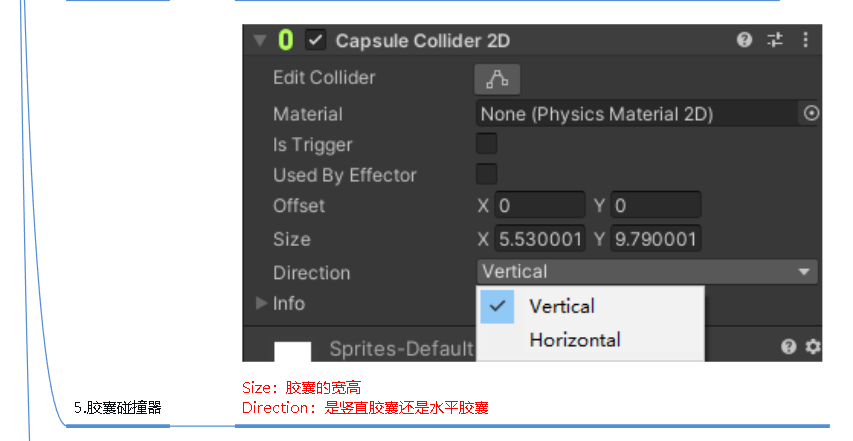 Capsule Collider 2D
Edit Collider
Material None (Physics Material 2D)
Is Trigger
Used By Effector
Offset X 0 Y 0
Size X 5.530001 Y 9.790001
Direction Vertical
Info
Vertical
Horizontal
Sprites-Default
Size: 胶囊的宽高
5.胶囊碰撞器
Direction: 是竖直胶囊还是水平胶囊